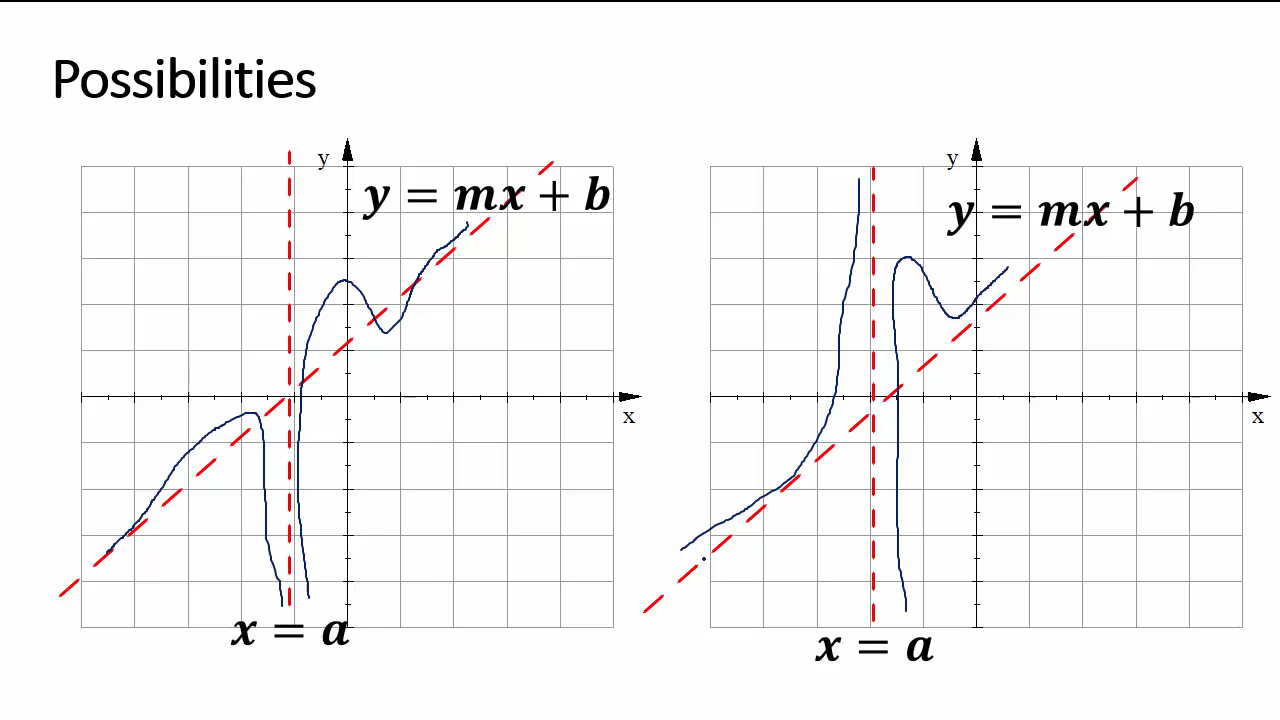 Possibilities
y
y = mx + b
x
x = a
y
y = mx + b
x
x = a